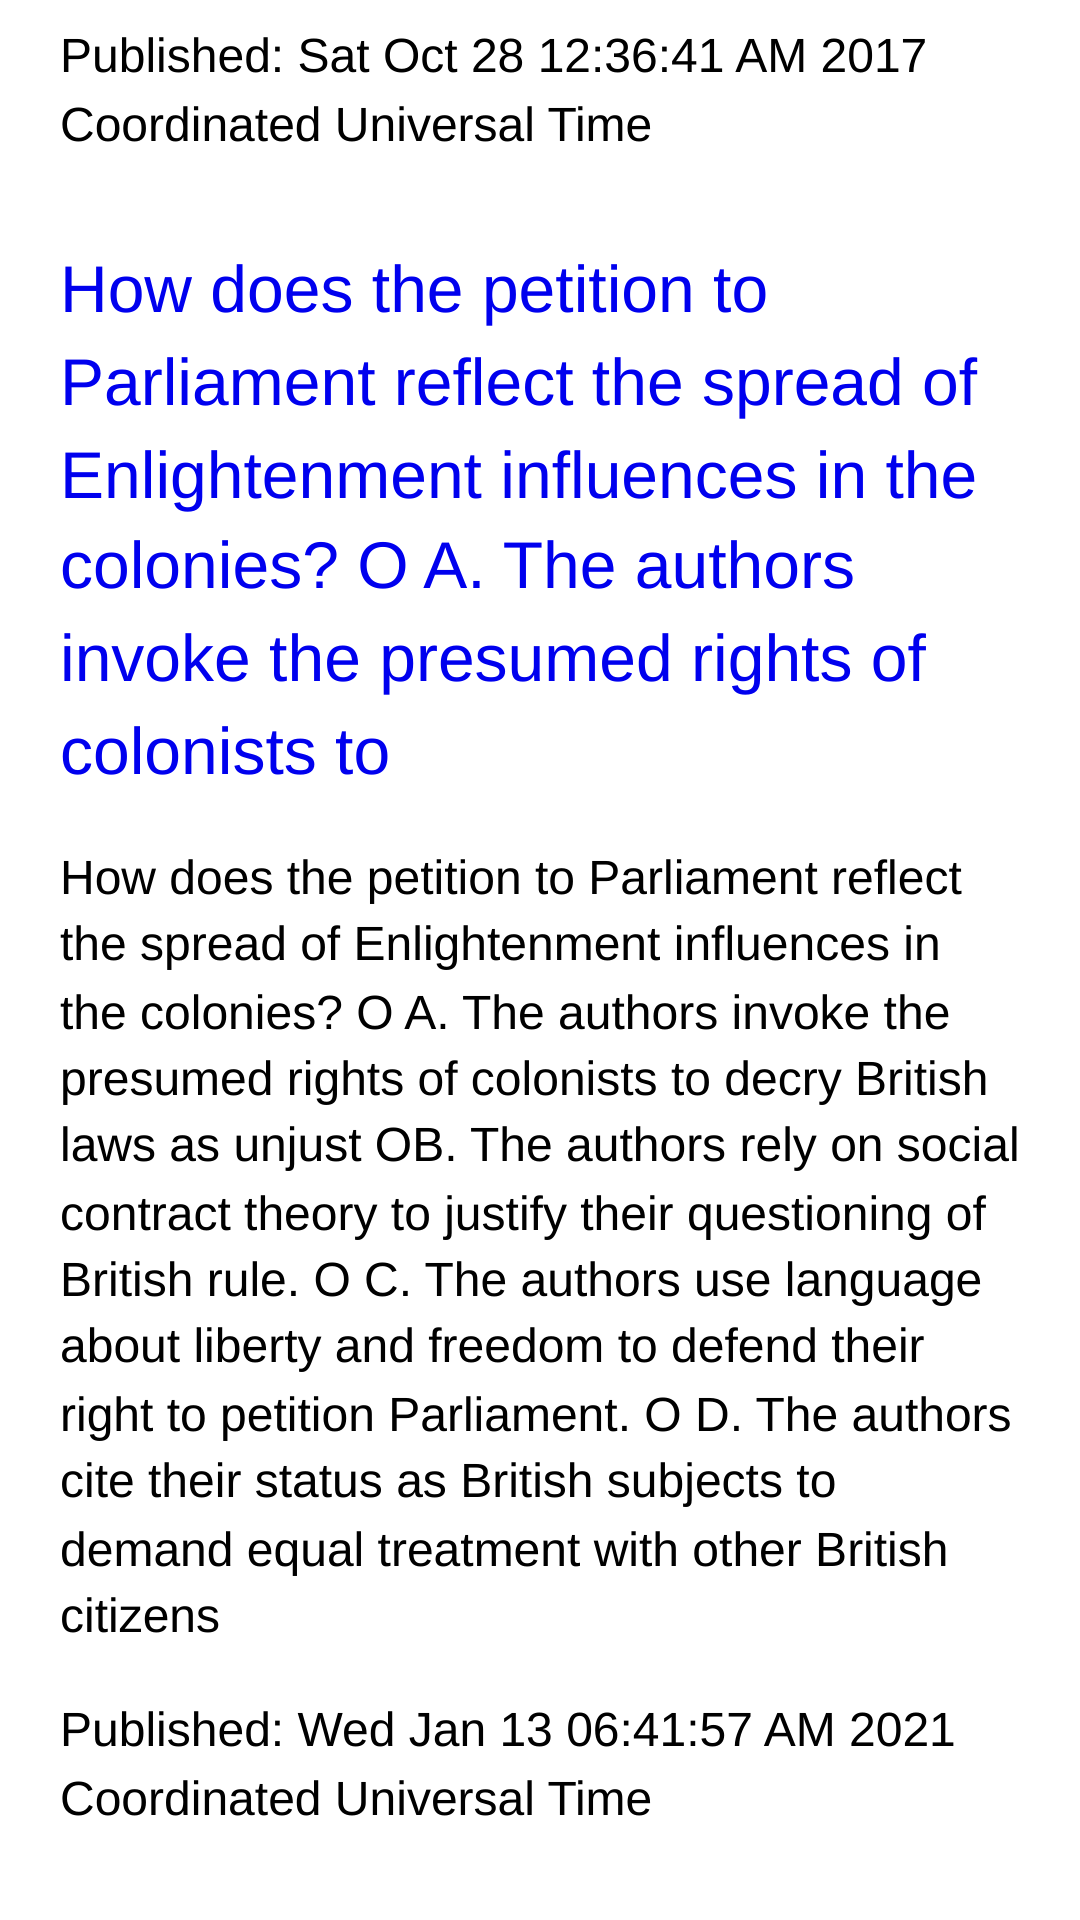 Published: Sat Oct 28 12:36:41 AM 2017
Coordinated Universal Time
How does the petition to
Parliament reflect the spread of
Enlightenment influences in the
colonies? O A. The authors
invoke the presumed rights of
colonists to
How does the petition to Parliament reflect
the spread of Enlightenment influences in
the colonies? O A. The authors invoke the
presumed rights of colonists to decry British
laws as unjust OB. The authors rely on social
contract theory to justify their questioning of
British rule. O C. The authors use language
about liberty and freedom to defend their
right to petition Parliament. O D. The authors
cite their status as British subjects to
demand equal treatment with other British
citizens
Published: Wed Jan 13 06:41:57 AM 2021
Coordinated Universal Time